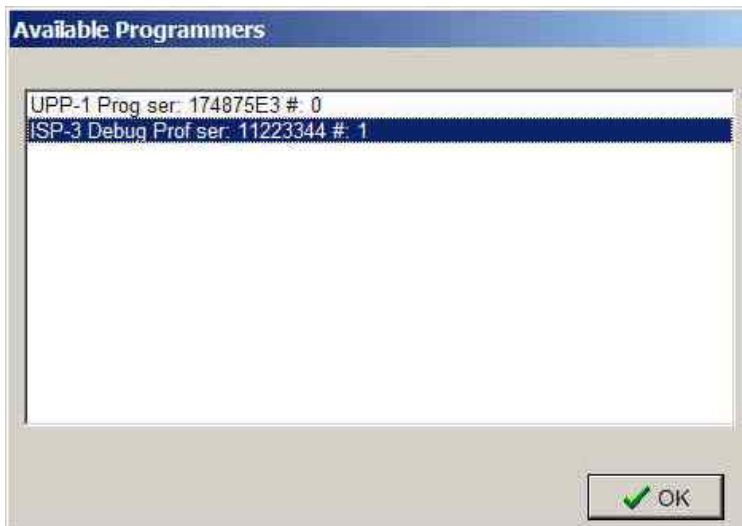 Available Programmers
UPP-1 Prog ser: 174875E3 #: 0
ISP-3 Debug Prof ser: 11223344 #: 1
OK